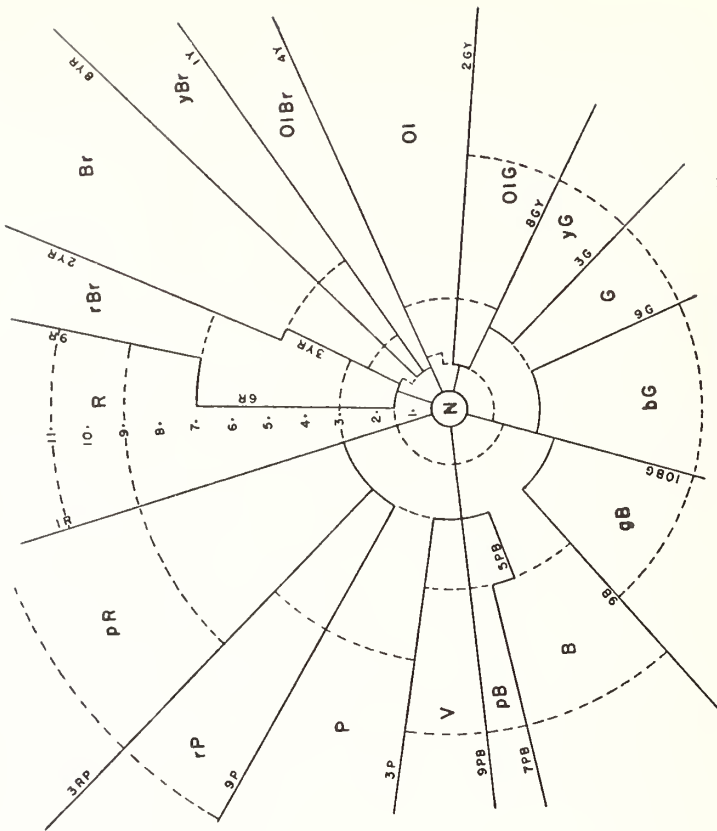 8YR
1Y
yBr
4Y
OlBr
Br
2GY
Ol
2YR
rBr
OlG
8GY
yG
9R
3YR
3G
G
11.
R
10.
9.
8.
7.
6R
6.
5.
4.
3.
2.
1.
N
9G
bG
1R
10BG
gB
pR
5PB
9B
B
rP
P
V
pB
3RP
9P
3P
9PB
7PB